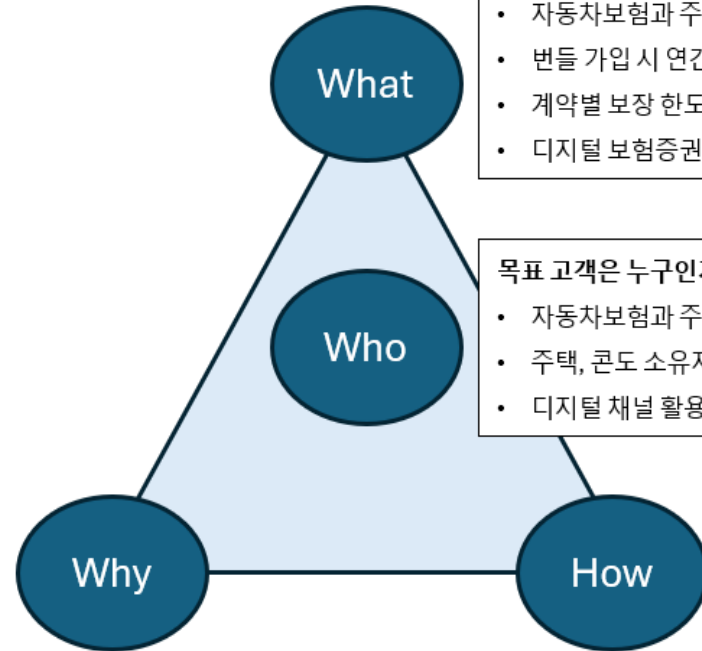 What
• 자동차보험과 주
• 번들 가입 시 연간
• 계약별 보장 한도
• 디지털 보험증권
Who
목표 고객은 누구인가
• 자동차보험과 주
• 주택, 콘도 소유자
• 디지털 채널 활용
Why
How